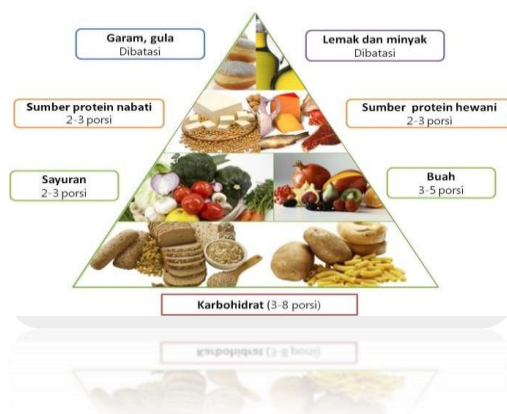 Garam, gula
Dibatasi
Lemak dan minyak
Dibatasi
Sumber protein nabati
2-3 porsi
Sumber protein hewani
2-3 porsi
Sayuran
2-3 porsi
Buah
3-5 porsi
Karbohidrat (3-8 porsi)